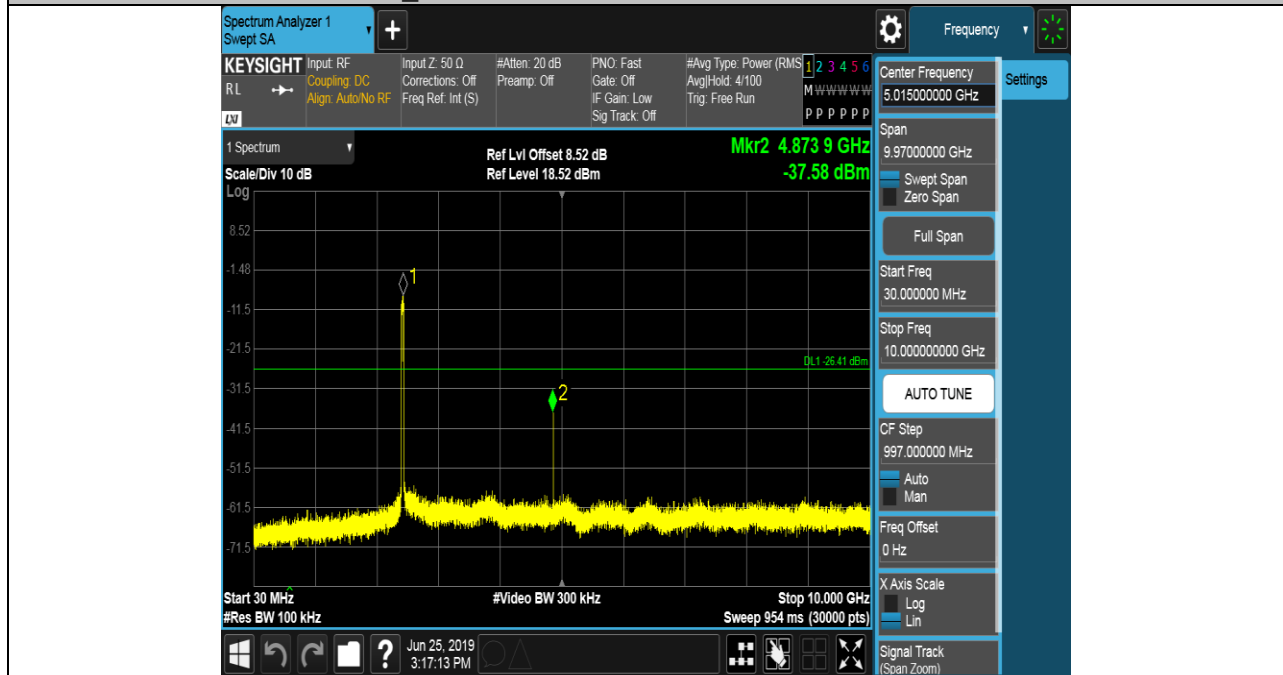 Spectrum Analyzer 1
Swept SA
+
Frequency
KEYSIGHT
RL
LXI
Input: RF
Coupling: DC
Align: Auto/No RF
Input Z: 50 Ω
Corrections: Off
Freq Ref: Int (S)
#Atten: 20 dB
Preamp: Off
PNO: Fast
Gate: Off
IF Gain: Low
Sig Track: Off
#Avg Type: Power (RMS
Avg|Hold: 4/100
Trig: Free Run
1 2 3 4 5 6
M W W W W W
P P P P P P
1 Spectrum
Scale/Div 10 dB
Log
Ref Lvl Offset 8.52 dB
Ref Level 18.52 dBm
Mkr2 4.873 9 GHz
-37.58 dBm
8.52
-1.48
-11.5
-21.5
-31.5
-41.5
-51.5
-61.5
-71.5
1
DL1 -26.41 dBm
2
Start 30 MHz
#Res BW 100 kHz
#Video BW 300 kHz
Stop 10.000 GHz
Sweep 954 ms (30000 pts)
Center Frequency
5.015000000 GHz
Settings
Span
9.97000000 GHz
Swept Span
Zero Span
Full Span
Start Freq
30.000000 MHz
Stop Freq
10.000000000 GHz
AUTO TUNE
CF Step
997.000000 MHz
Auto
Man
Freq Offset
0 Hz
X Axis Scale
Log
Lin
Signal Track
(Span Zoom)
?
Jun 25, 2019
3:17:13 PM